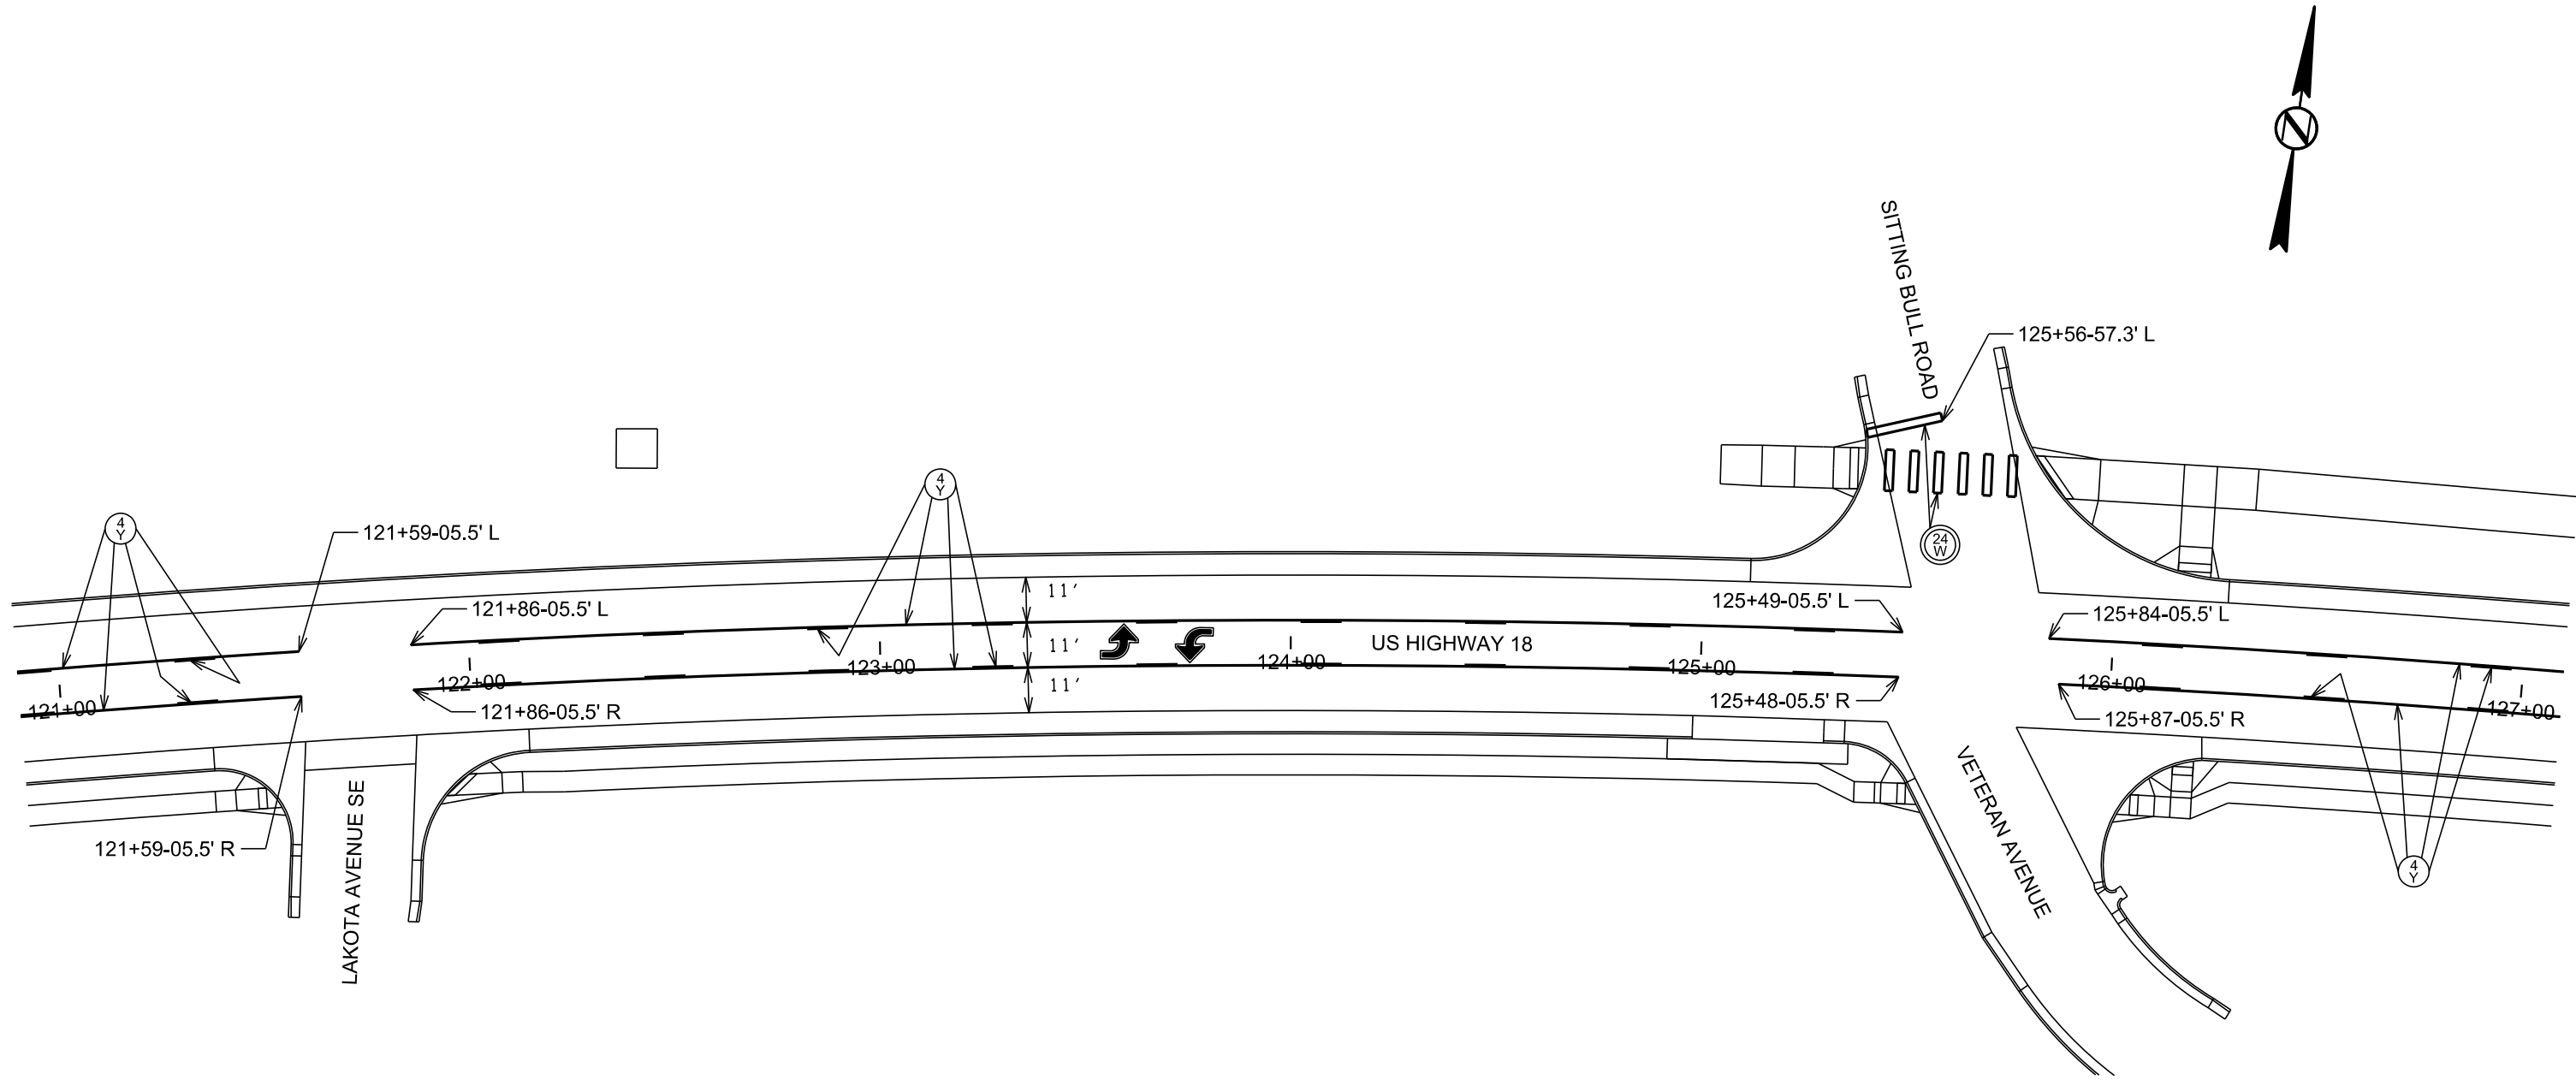 N
SITTING BULL ROAD
125+56-57.3' L
4
Y
4
Y
24
W
121+59-05.5' L
121+86-05.5' L
11'
125+49-05.5' L
125+84-05.5' L
11'
US HIGHWAY 18
121+00
122+00
123+00
124+00
125+00
126+00
127+00
11'
121+86-05.5' R
125+48-05.5' R
125+87-05.5' R
121+59-05.5' R
LAKOTA AVENUE SE
VETERAN AVENUE
4
Y